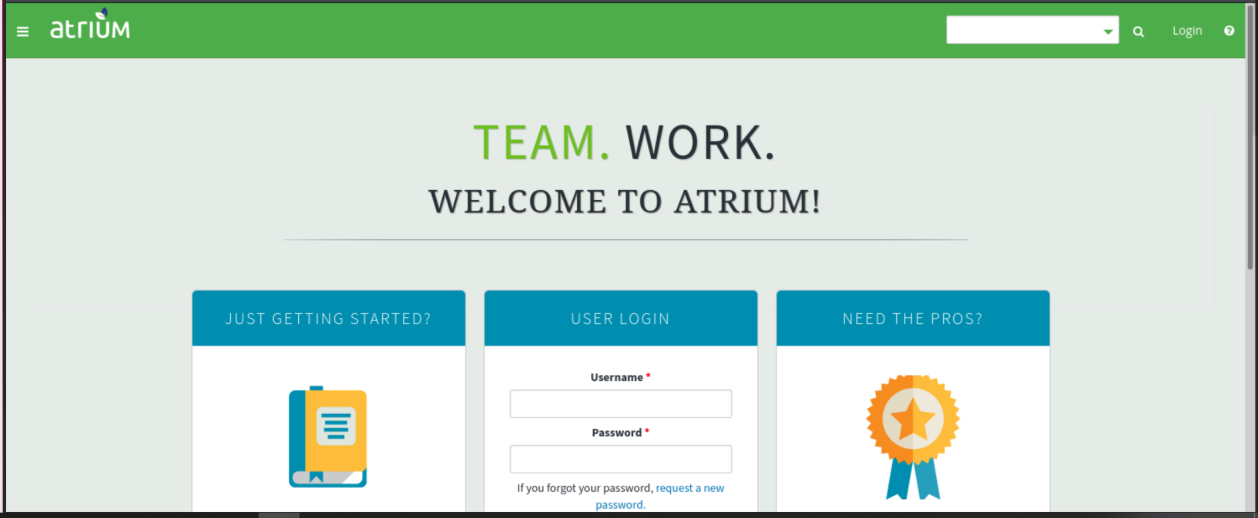 atrium
Login
TEAM. WORK.
WELCOME TO ATRIUM!
JUST GETTING STARTED?
USER LOGIN
Username *
Password *
If you forgot your password, request a new
password.
NEED THE PROS?